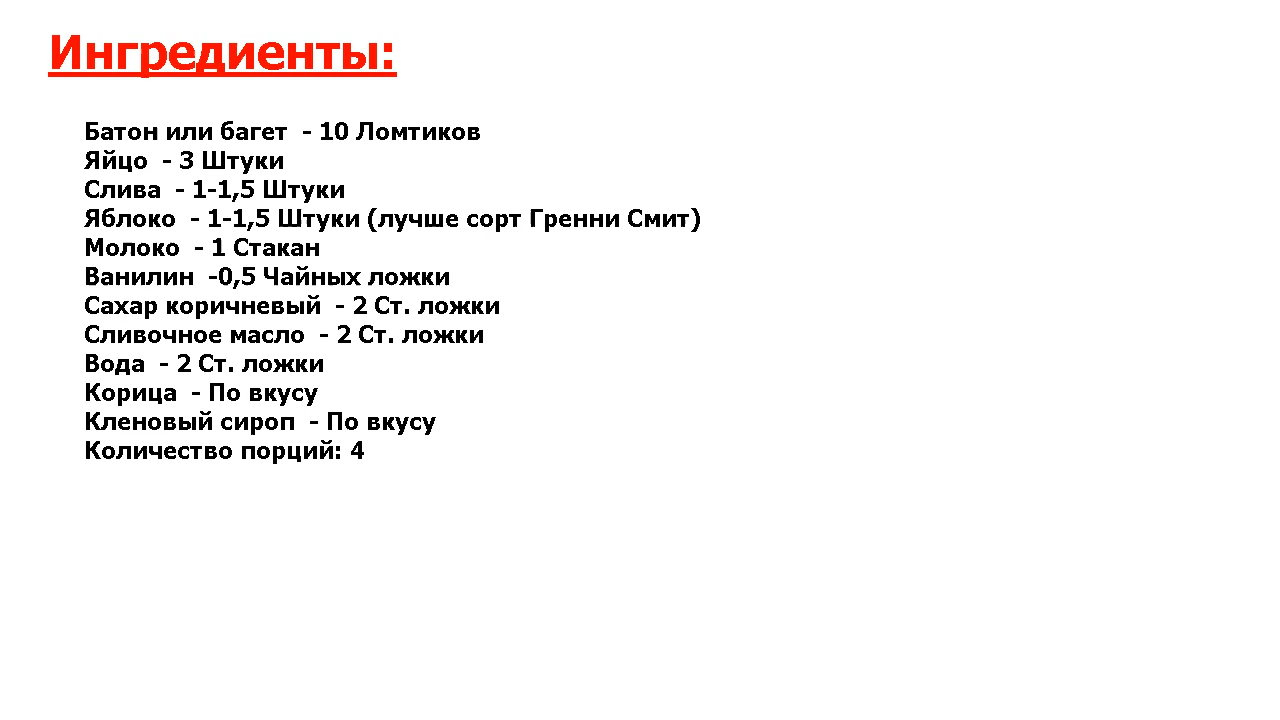 Ингредиенты:
Батон или багет - 10 Ломтиков
Яйцо - 3 Штуки
Слива - 1-1,5 Штуки
Яблоко - 1-1,5 Штуки (лучше сорт Гренни Смит)
Молоко - 1 Стакан
Ванилин -0,5 Чайных ложки
Сахар коричневый - 2 Ст. ложки
Сливочное масло - 2 Ст. ложки
Вода - 2 Ст. ложки
Корица - По вкусу
Кленовый сироп - По вкусу
Количество порций: 4